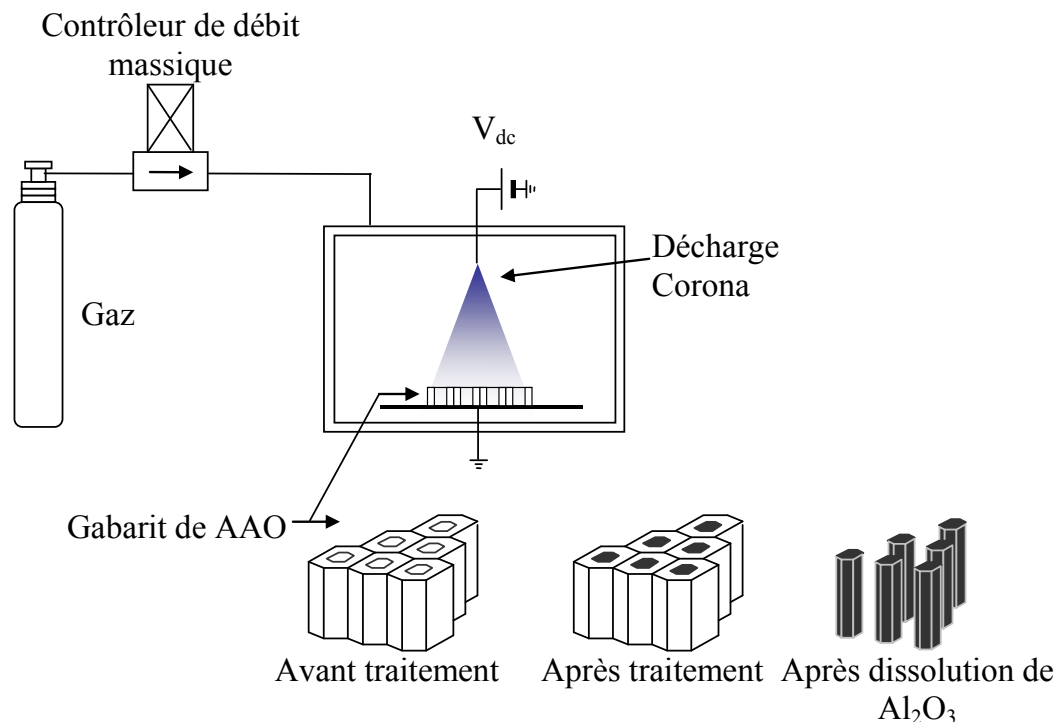 Contrôleur de débit
massique
V_dc
Décharge
Corona
Gaz
Gabarit de AAO
Avant traitement
Après traitement
Après dissolution de
Al₂O₃